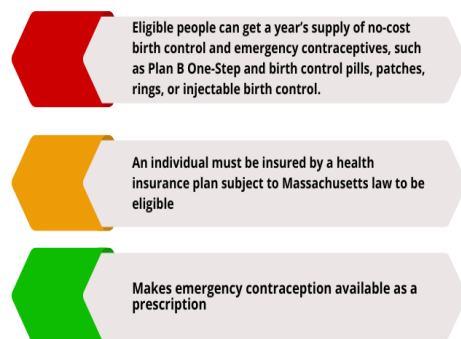 Eligible people can get a year’s supply of no-cost
birth control and emergency contraceptives, such
as Plan B One-Step and birth control pills, patches,
rings, or injectable birth control.
An individual must be insured by a health
insurance plan subject to Massachusetts law to be
eligible
Makes emergency contraception available as a
prescription